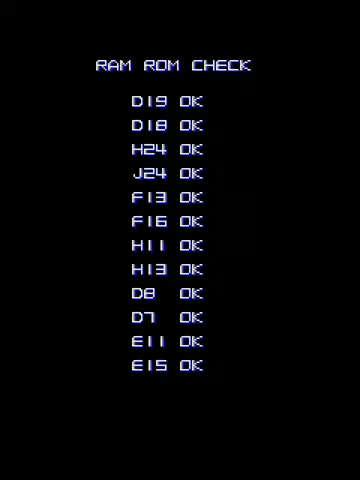 RAM ROM CHECK
D19 OK
D18 OK
H24 OK
J24 OK
F13 OK
F16 OK
H11 OK
H13 OK
D8 OK
D7 OK
E11 OK
E15 OK